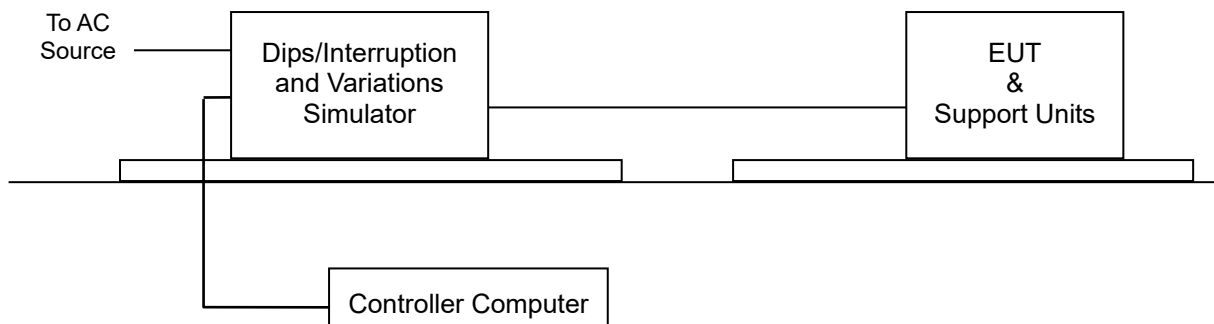 To AC
Source
Dips/Interruption
and Variations
Simulator
EUT
&
Support Units
Controller Computer